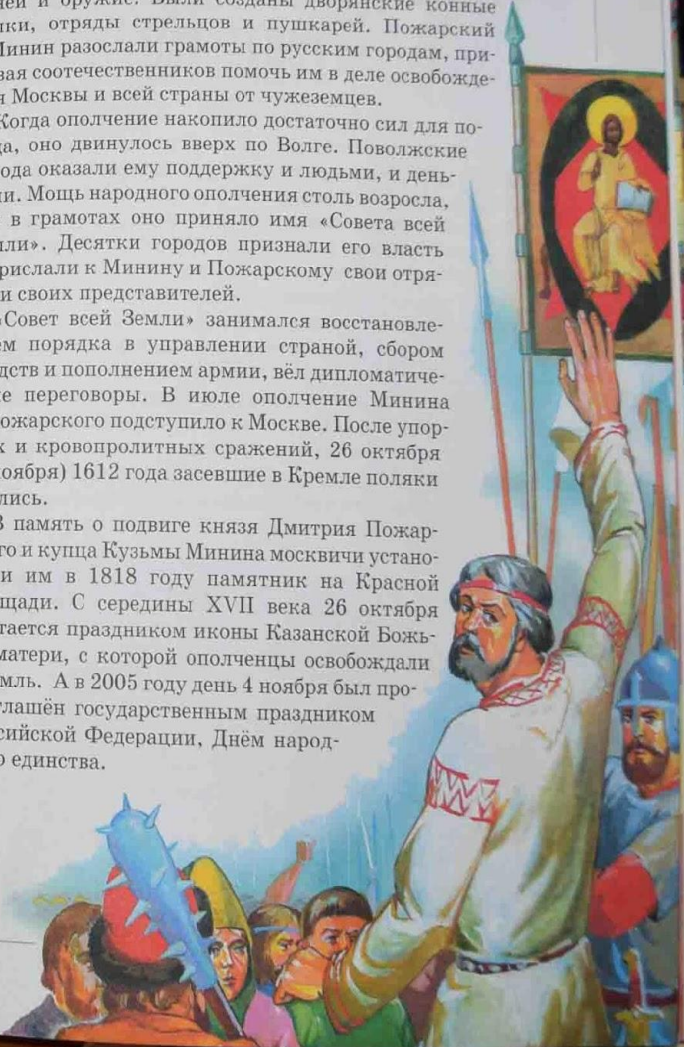 ней и оружие. Были созданы дворянские конные
лки, отряды стрельцов и пушкарей. Пожарский
Минин разослали грамоты по русским городам, при-
вая соотечественников помочь им в деле освобожде-
я Москвы и всей страны от чужеземцев.
Когда ополчение накопило достаточно сил для по-
да, оно двинулось вверх по Волге. Поволжские
ода оказали ему поддержку и людьми, и день-
ми. Мощь народного ополчения столь возросла,
в грамотах оно приняло имя «Совета всей
мли». Десятки городов признали его власть
рислали к Минину и Пожарскому свои отря-
и своих представителей.
«Совет всей Земли» занимался восстановле-
ем порядка в управлении страной, сбором
дств и пополнением армии, вёл дипломатиче-
е переговоры. В июле ополчение Минина
ожарского подступило к Москве. После упор-
х и кровопролитных сражений, 26 октября
ноября) 1612 года засевшие в Кремле поляки
лись.
В память о подвиге князя Дмитрия Пожар-
го и купца Кузьмы Минина москвичи устано-
и им в 1818 году памятник на Красной
щади. С середины XVII века 26 октября
тается праздником иконы Казанской Божь-
матери, с которой ополченцы освобождали
мль. А в 2005 году день 4 ноября был про-
глашён государственным праздником
сийской Федерации, Днём народ-
о единства.